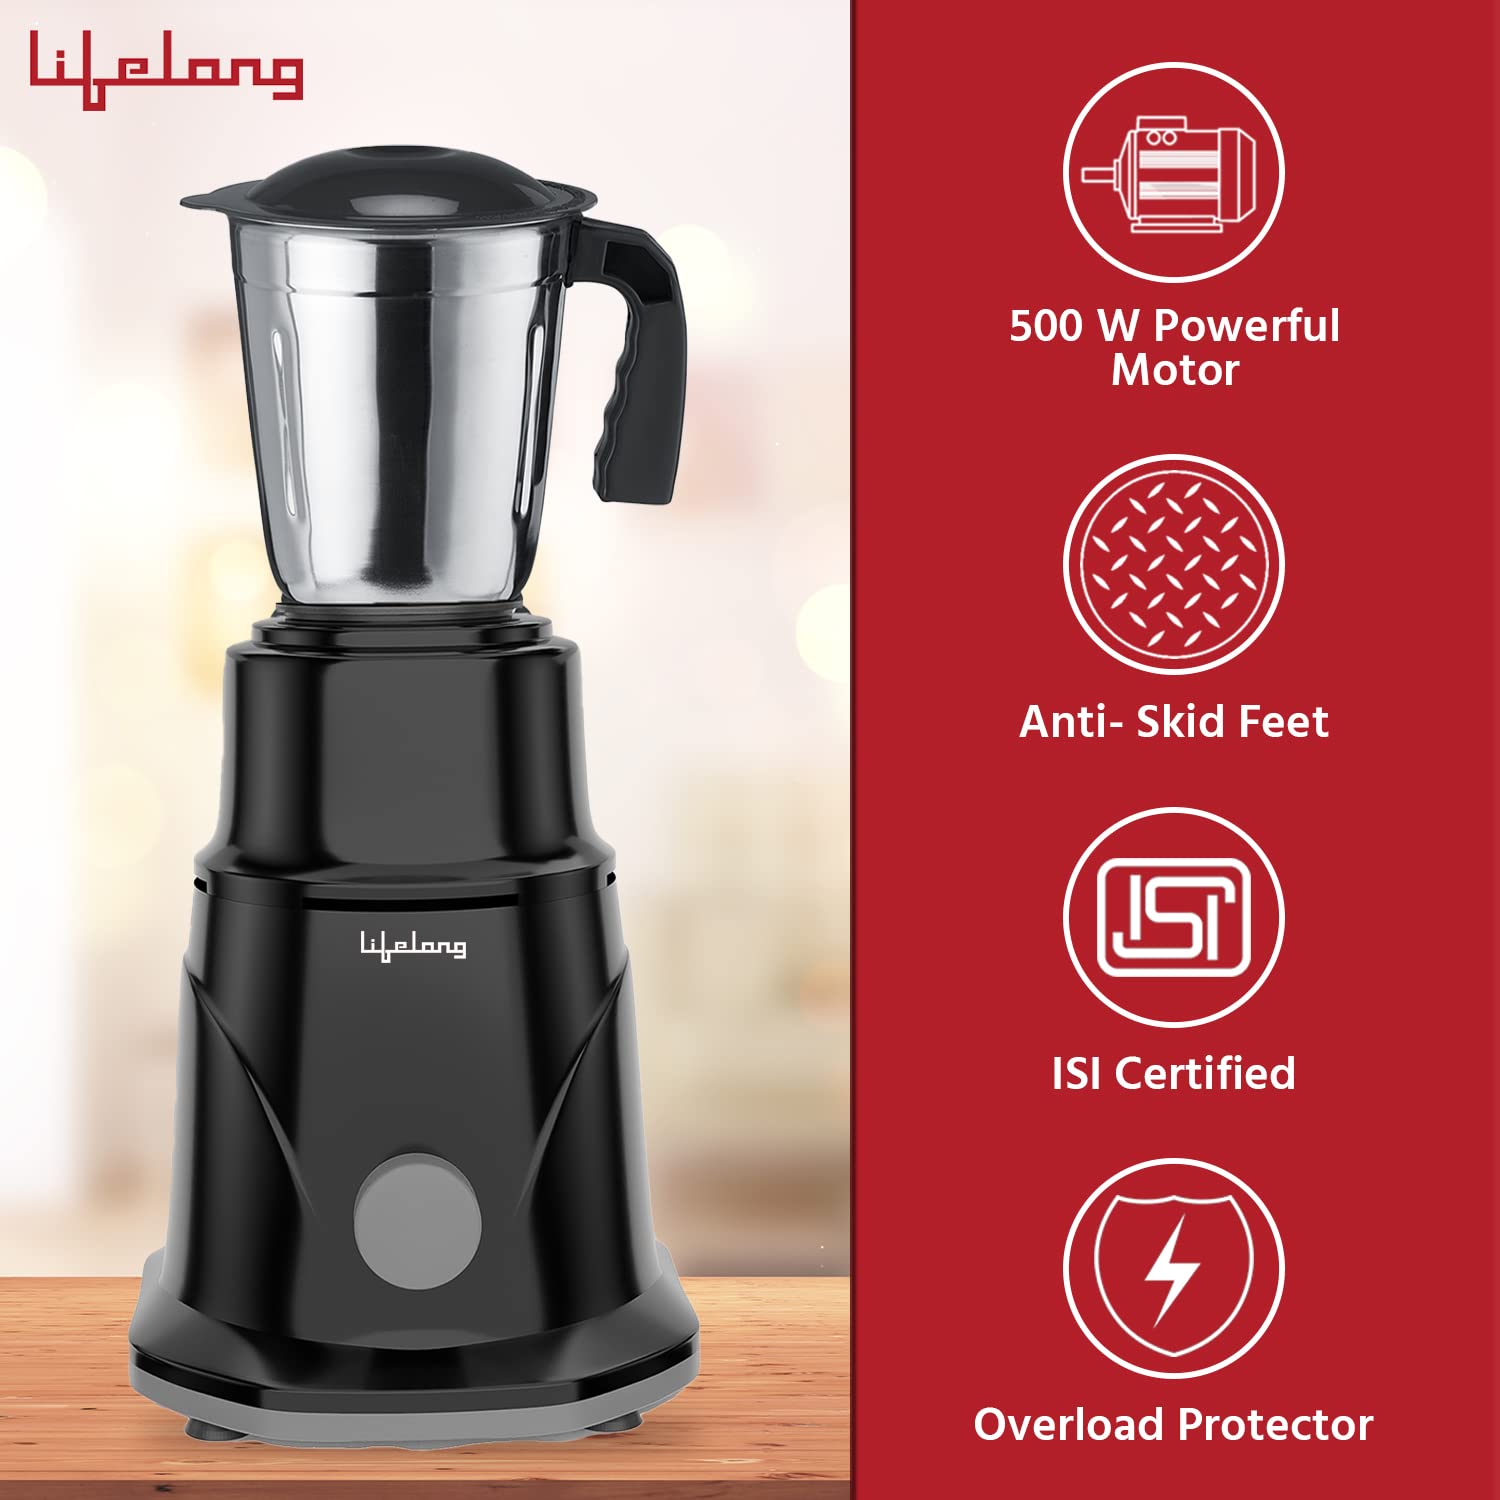 Lifelong
lifelong
500 W Powerful
Motor
Anti- Skid Feet
ISI
ISI Certified
Overload Protector